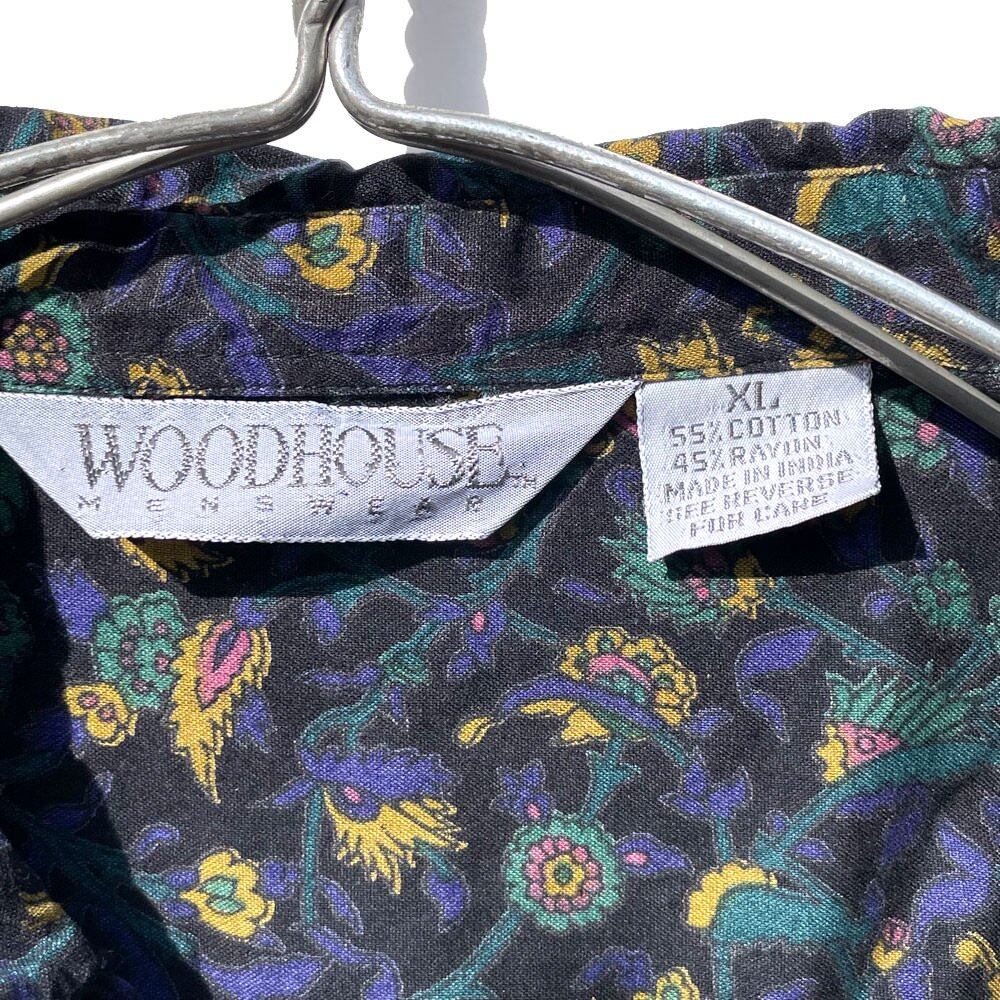 WOODHOUSE
MENSWEAR
XL
55% COTTON
45% RAYON
MADE IN INDIA
SEE REVERSE
FOR CARE